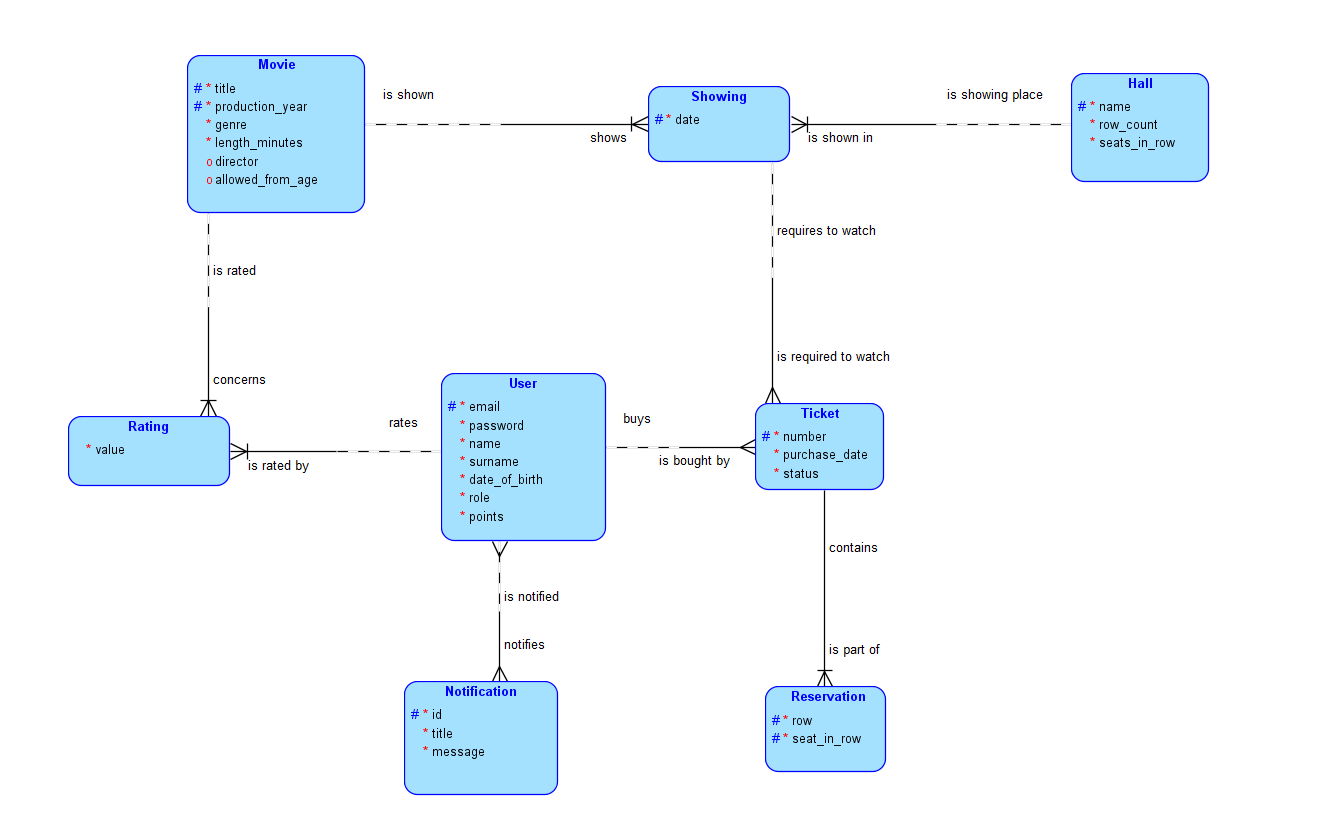 Movie
# * title
# * production_year
* genre
* length_minutes
o director
o allowed_from_age
is shown
shows
Showing
# * date
is showing place
is shown in
Hall
# * name
* row_count
* seats_in_row
is rated
concerns
requires to watch
is required to watch
Rating
* value
rates
is rated by
User
# * email
* password
* name
* surname
* date_of_birth
* role
* points
buys
is bought by
Ticket
# * number
* purchase_date
* status
is notified
notifies
contains
is part of
Notification
# * id
* title
* message
Reservation
# * row
# * seat_in_row